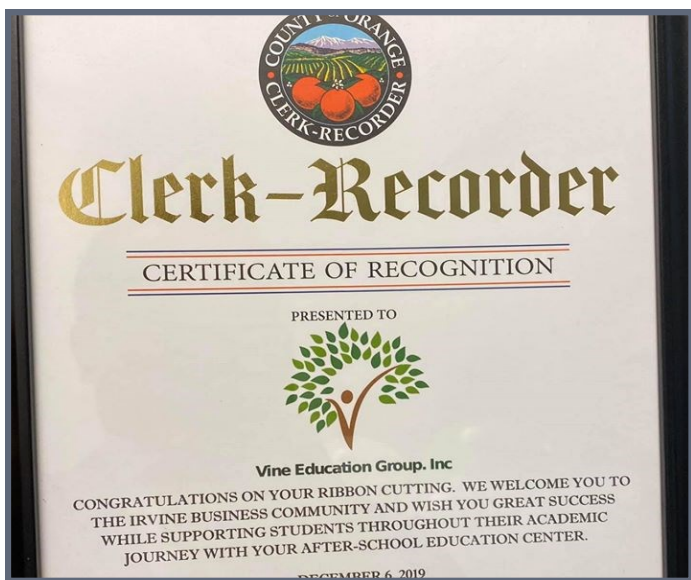 COUNTY OF ORANGE
CLERK-RECORDER
Clerk-Recorder
CERTIFICATE OF RECOGNITION
PRESENTED TO
Vine Education Group. Inc
CONGRATULATIONS ON YOUR RIBBON CUTTING. WE WELCOME YOU TO
THE IRVINE BUSINESS COMMUNITY AND WISH YOU GREAT SUCCESS
WHILE SUPPORTING STUDENTS THROUGHOUT THEIR ACADEMIC
JOURNEY WITH YOUR AFTER-SCHOOL EDUCATION CENTER.
DECEMBER 6, 2019